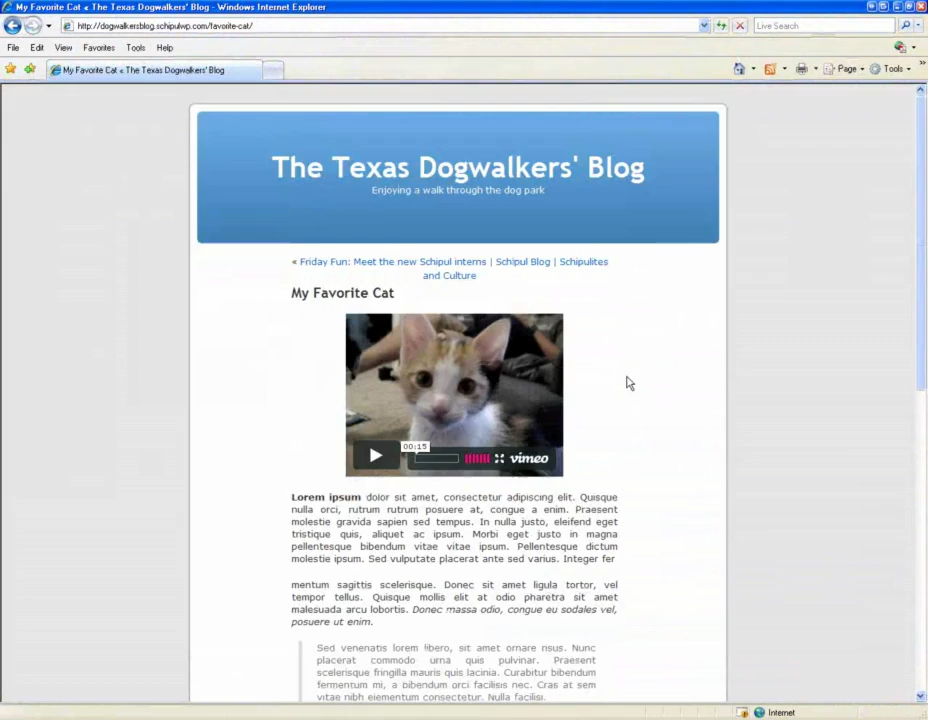 My Favorite Cat « The Texas Dogwalkers' Blog - Windows Internet Explorer
http://dogwalkersblog.schipulwp.com/favorite-cat/
Live Search
File Edit View Favorites Tools Help
My Favorite Cat « The Texas Dogwalkers' Blog
Page Tools
The Texas Dogwalkers' Blog
Enjoying a walk through the dog park
« Friday Fun: Meet the new Schipul interns | Schipul Blog | Schipulites
and Culture
My Favorite Cat
00:15
vimeo
Lorem ipsum dolor sit amet, consectetur adipiscing elit. Quisque
nulla orci, rutrum rutrum posuere at, congue a enim. Praesent
molestie gravida sapien sed tempus. In nulla justo, eleifend eget
tristique quis, aliquet ac ipsum. Morbi eget justo in magna
pellentesque bibendum vitae vitae ipsum. Pellentesque dictum
molestie ipsum. Sed vulputate placerat ante sed varius. Integer fer
mentum sagittis scelerisque. Donec sit amet ligula tortor, vel
tempor tellus. Quisque mollis elit at odio pharetra sit amet
malesuada arcu lobortis. Donec massa odio, congue eu sodales vel,
posuere ut enim.
Sed venenatis lorem libero, sit amet ornare risus. Nunc
placerat commodo urna quis pulvinar. Praesent
scelerisque fringilla mauris quis lacinia. Curabitur bibendum
fermentum mi, a bibendum orci facilisis nec. Cras at sem
vitae nibh elementum consectetur. Nulla facilisi.
Internet